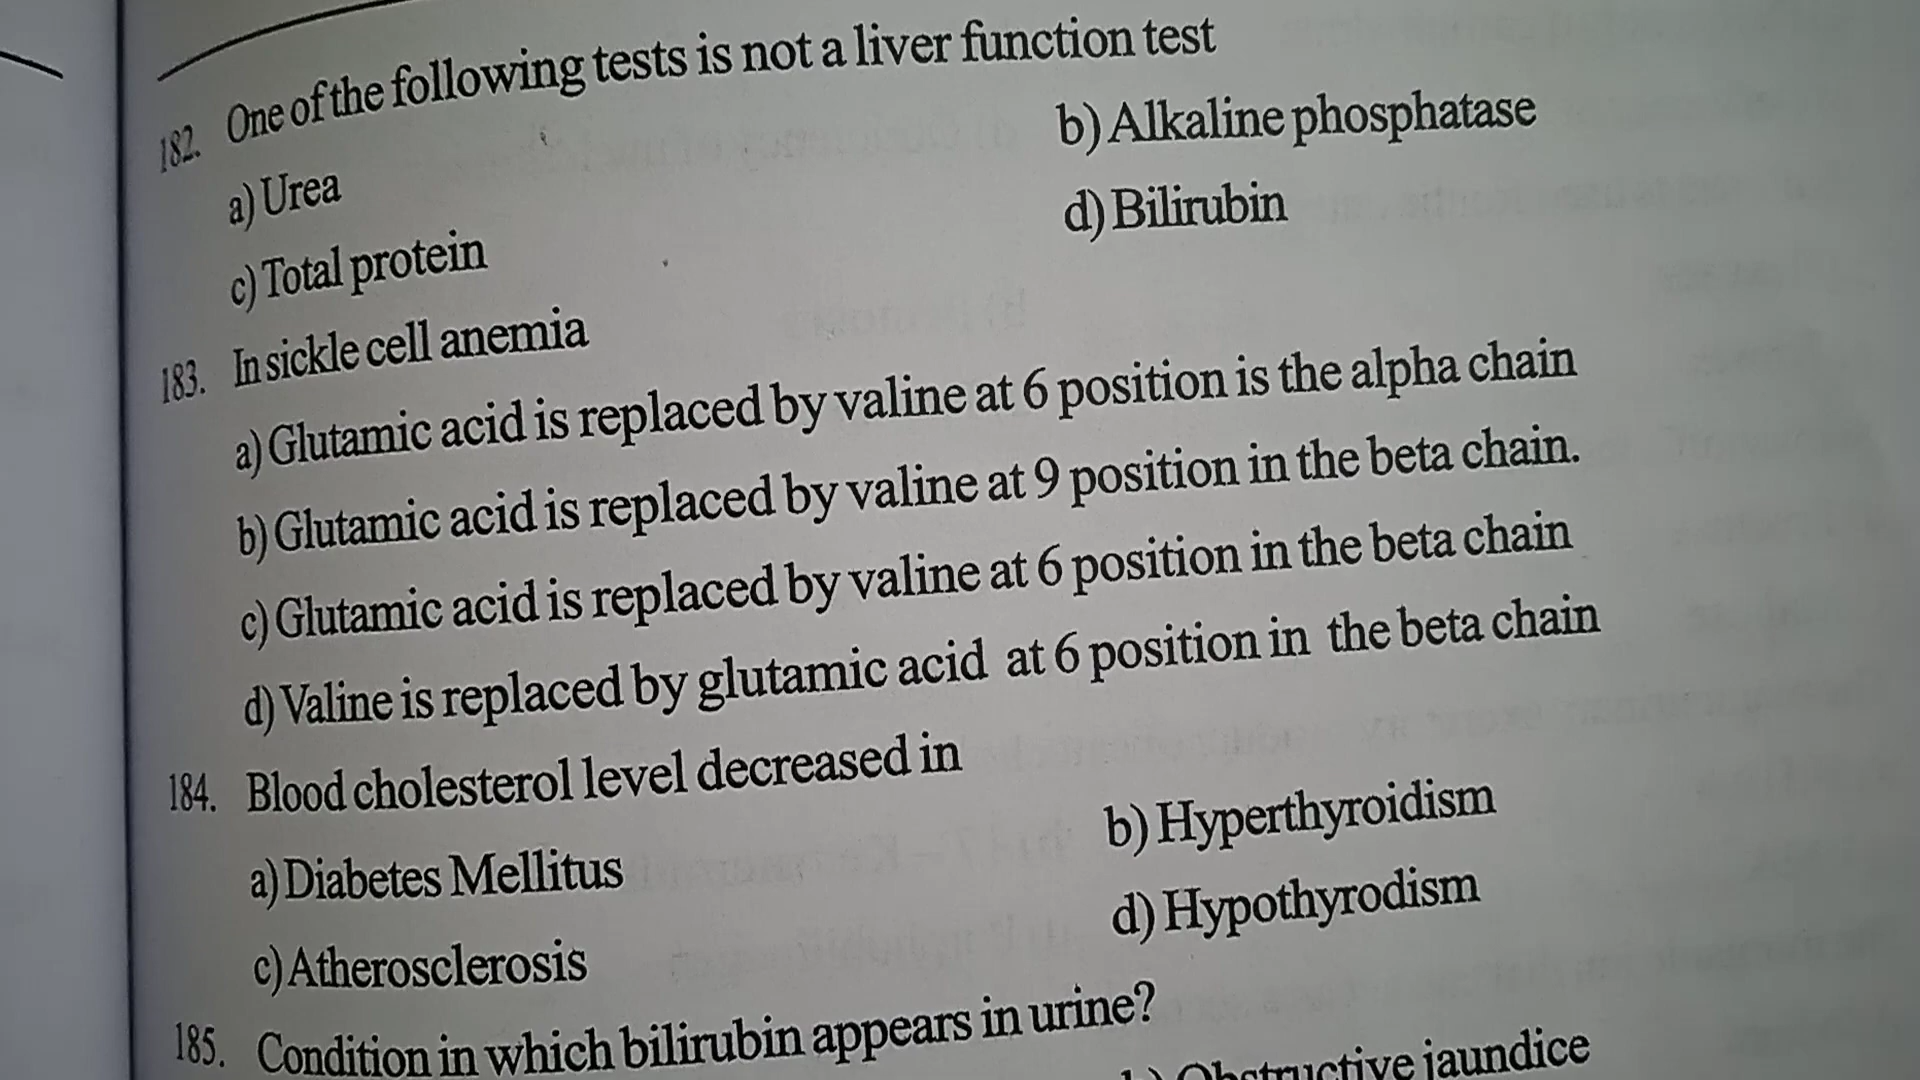 182. One of the following tests is not a liver function test
a) Urea
b) Alkaline phosphatase
c) Total protein
d) Bilirubin
183. In sickle cell anemia
a) Glutamic acid is replaced by valine at 6 position is the alpha chain
b) Glutamic acid is replaced by valine at 9 position in the beta chain.
c) Glutamic acid is replaced by valine at 6 position in the beta chain
d) Valine is replaced by glutamic acid at 6 position in the beta chain
184. Blood cholesterol level decreased in
a) Diabetes Mellitus
b) Hyperthyroidism
c) Atherosclerosis
d) Hypothyrodism
185. Condition in which bilirubin appears in urine?
b) Obstructive jaundice